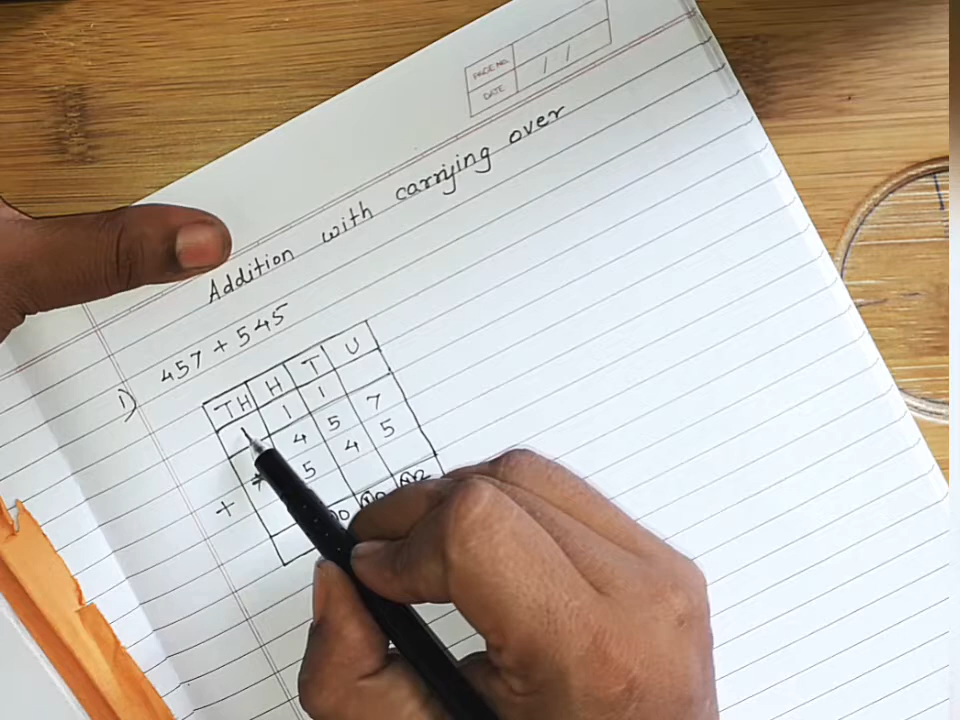 PAGE NO.
DATE / /
Addition with carrying over
1) 457 + 545
TH H T U
1 1 1
4 5 7
+ 5 4 5